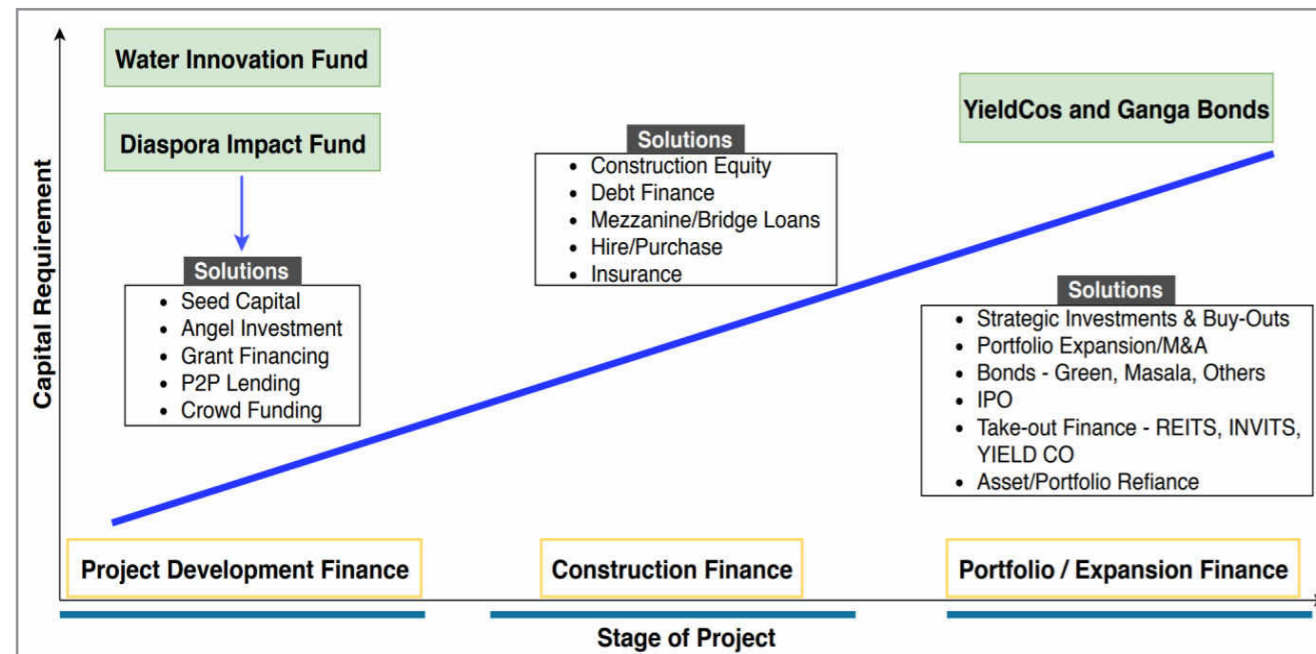 Capital Requirement
Water Innovation Fund
Diaspora Impact Fund
Solutions
• Seed Capital
• Angel Investment
• Grant Financing
• P2P Lending
• Crowd Funding
Solutions
• Construction Equity
• Debt Finance
• Mezzanine/Bridge Loans
• Hire/Purchase
• Insurance
YieldCos and Ganga Bonds
Solutions
• Strategic Investments & Buy-Outs
• Portfolio Expansion/M&A
• Bonds - Green, Masala, Others
• IPO
• Take-out Finance - REITS, INVITS,
YIELD CO
• Asset/Portfolio Refiance
Project Development Finance
Construction Finance
Portfolio / Expansion Finance
Stage of Project